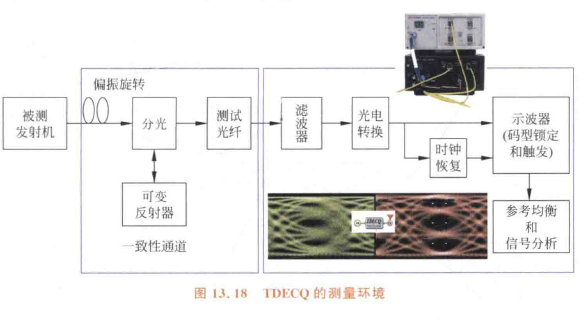 偏振旋转
被测
发射机
分光
测试
光纤
滤
波
器
光电
转换
示波器
(码型锁定
和触发)
时钟
恢复
可变
反射器
一致性通道
TDECQ
参考均衡
和
信号分析
图 13.18 TDECQ 的测量环境